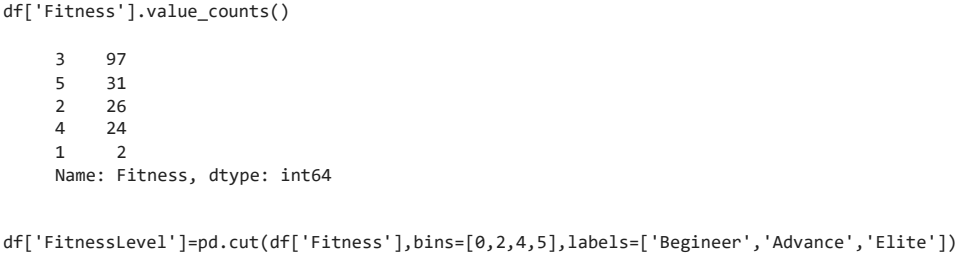 df['Fitness'].value_counts()
3    97
5    31
2    26
4    24
1     2
Name: Fitness, dtype: int64
df['FitnessLevel']=pd.cut(df['Fitness'],bins=[0,2,4,5],labels=['Begineer','Advance','Elite'])